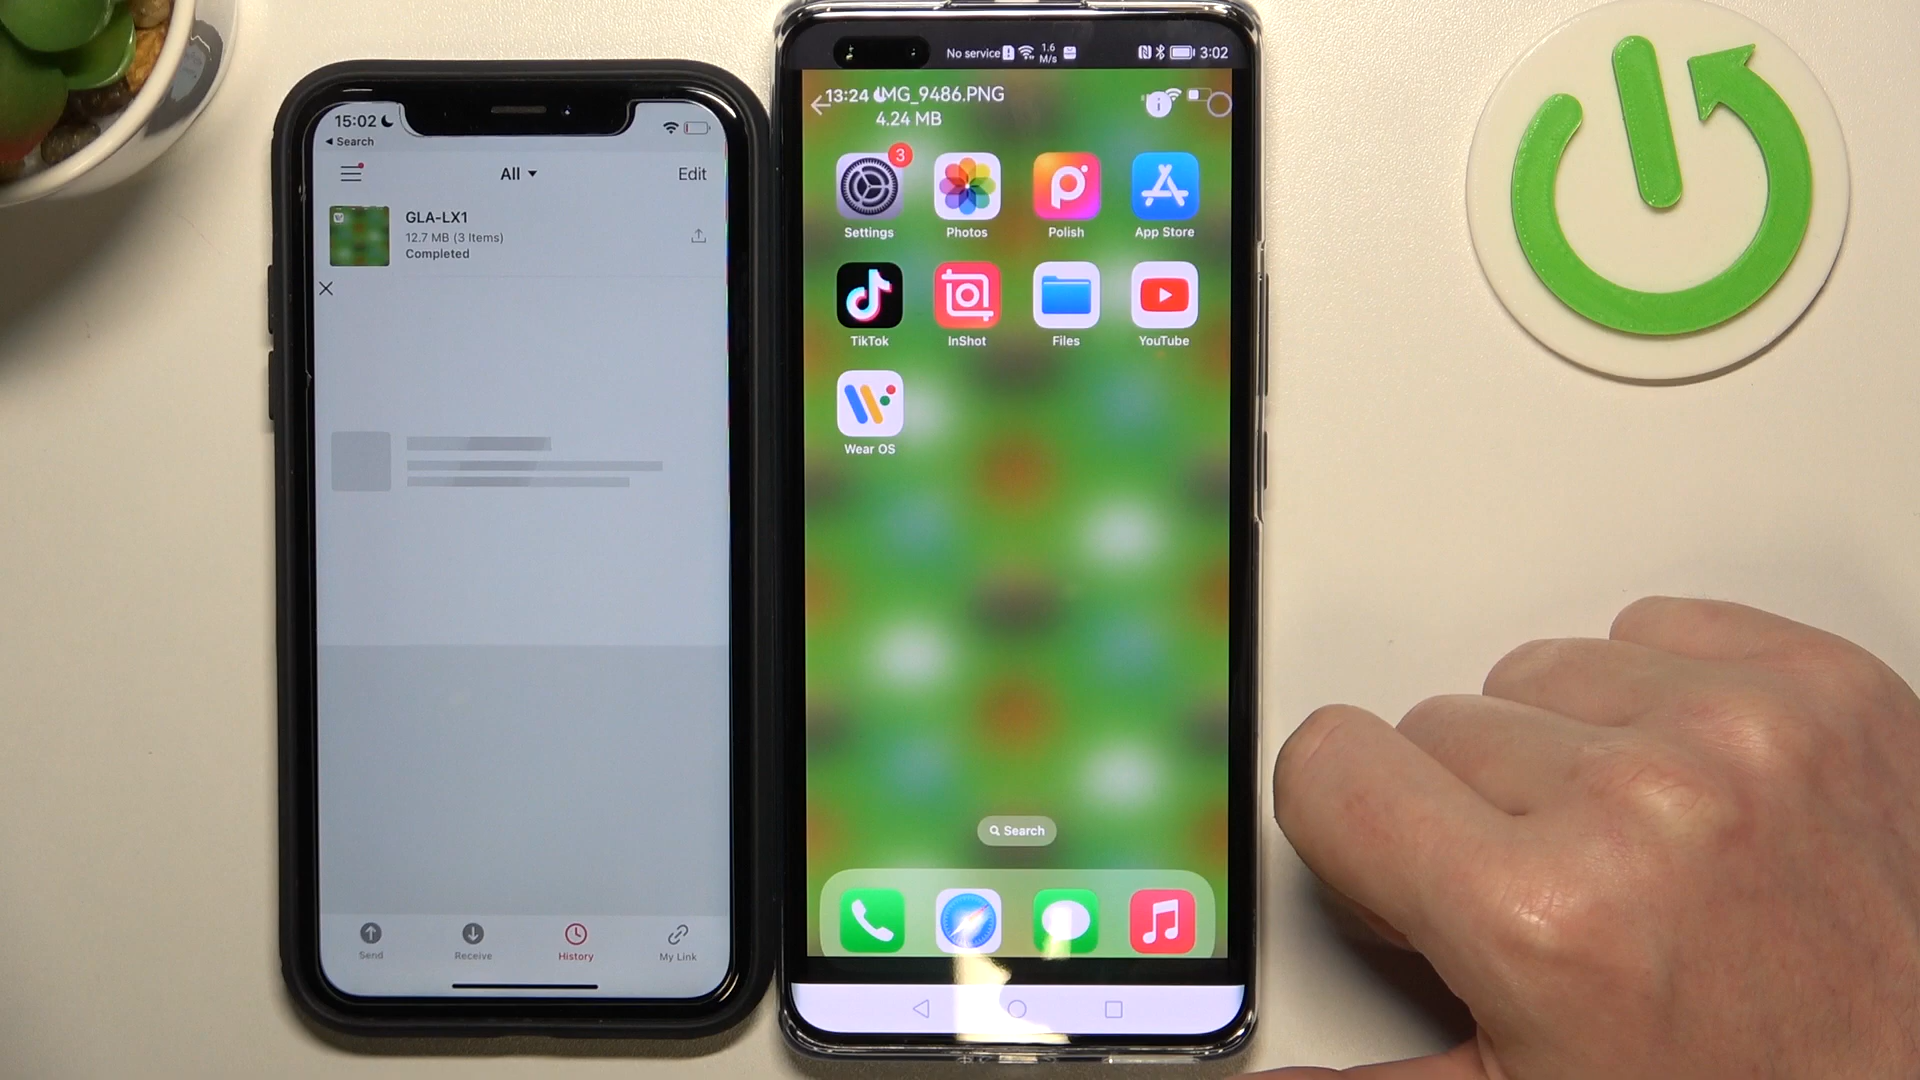 15:02
Search
All
Edit
GLA-LX1
12.7 MB (3 Items)
Completed
Send
Receive
History
My Link
No service
1.6
M/s
3:02
13:24
MG_9486.PNG
4.24 MB
3
Settings
Photos
Polish
App Store
TikTok
InShot
Files
YouTube
Wear OS
Search